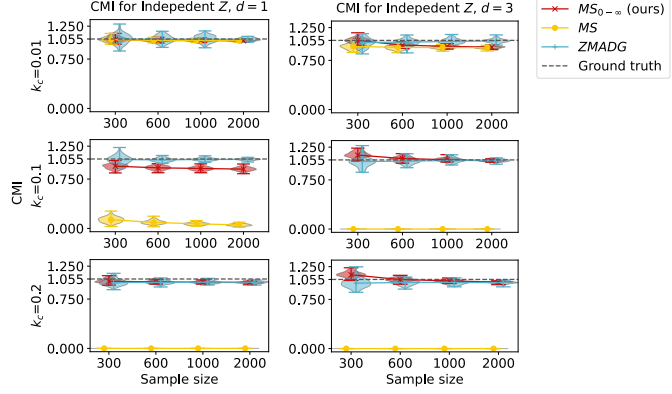 CMI for Indepedent Z, d = 1
CMI for Indepedent Z, d = 3
MS₀₋∞ (ours)
MS
ZMADG
Ground truth
k_c=0.01
1.250
1.055
0.750
0.000
300 600 1000 2000
1.250
1.055
0.750
0.000
300 600 1000 2000
CMI
k_c=0.1
1.250
1.055
0.750
0.000
300 600 1000 2000
1.250
1.055
0.750
0.000
300 600 1000 2000
k_c=0.2
1.250
1.055
0.750
0.000
300 600 1000 2000
Sample size
1.250
1.055
0.750
0.000
300 600 1000 2000
Sample size